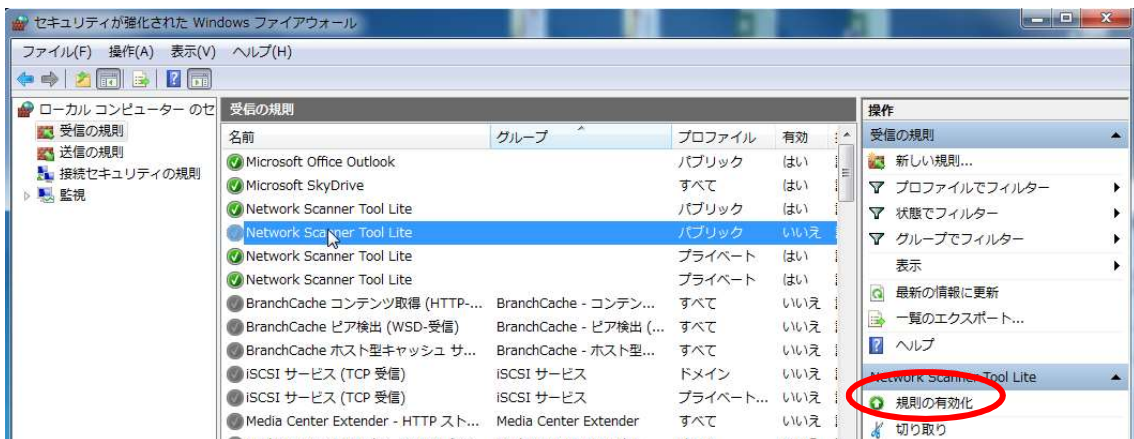 セキュリティが強化された Windows ファイアウォール
ファイル(F) 操作(A) 表示(V) ヘルプ(H)
ローカル コンピューター のセ
受信の規則
送信の規則
接続セキュリティの規則
監視
受信の規則
名前 グループ プロファイル 有効
Microsoft Office Outlook パブリック はい
Microsoft SkyDrive すべて はい
Network Scanner Tool Lite パブリック はい
Network Scanner Tool Lite パブリック いいえ
Network Scanner Tool Lite プライベート はい
Network Scanner Tool Lite プライベート はい
BranchCache コンテンツ取得 (HTTP-... BranchCache - コンテン... すべて いいえ
BranchCache ピア検出 (WSD-受信) BranchCache - ピア検出 (... すべて いいえ
BranchCache ホスト型キャッシュ サ... BranchCache - ホスト型... すべて いいえ
iSCSI サービス (TCP 受信) iSCSI サービス ドメイン いいえ
iSCSI サービス (TCP 受信) iSCSI サービス プライベート... いいえ
Media Center Extender - HTTP スト... Media Center Extender すべて いいえ
操作
受信の規則
新しい規則...
プロファイルでフィルター
状態でフィルター
グループでフィルター
表示
最新の情報に更新
一覧のエクスポート...
ヘルプ
Network Scanner Tool Lite
規則の有効化
切り取り